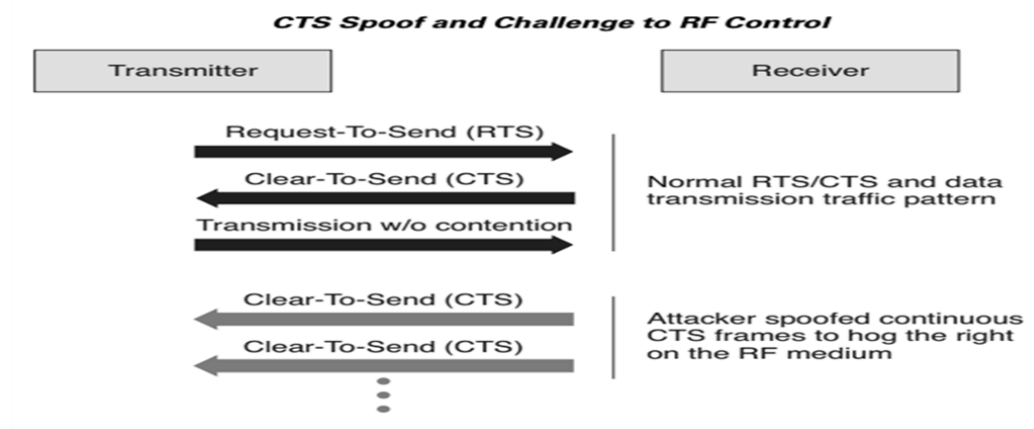 CTS Spoof and Challenge to RF Control
Transmitter
Receiver
Request-To-Send (RTS)
Clear-To-Send (CTS)
Transmission w/o contention
Normal RTS/CTS and data
transmission traffic pattern
Clear-To-Send (CTS)
Clear-To-Send (CTS)
Attacker spoofed continuous
CTS frames to hog the right
on the RF medium